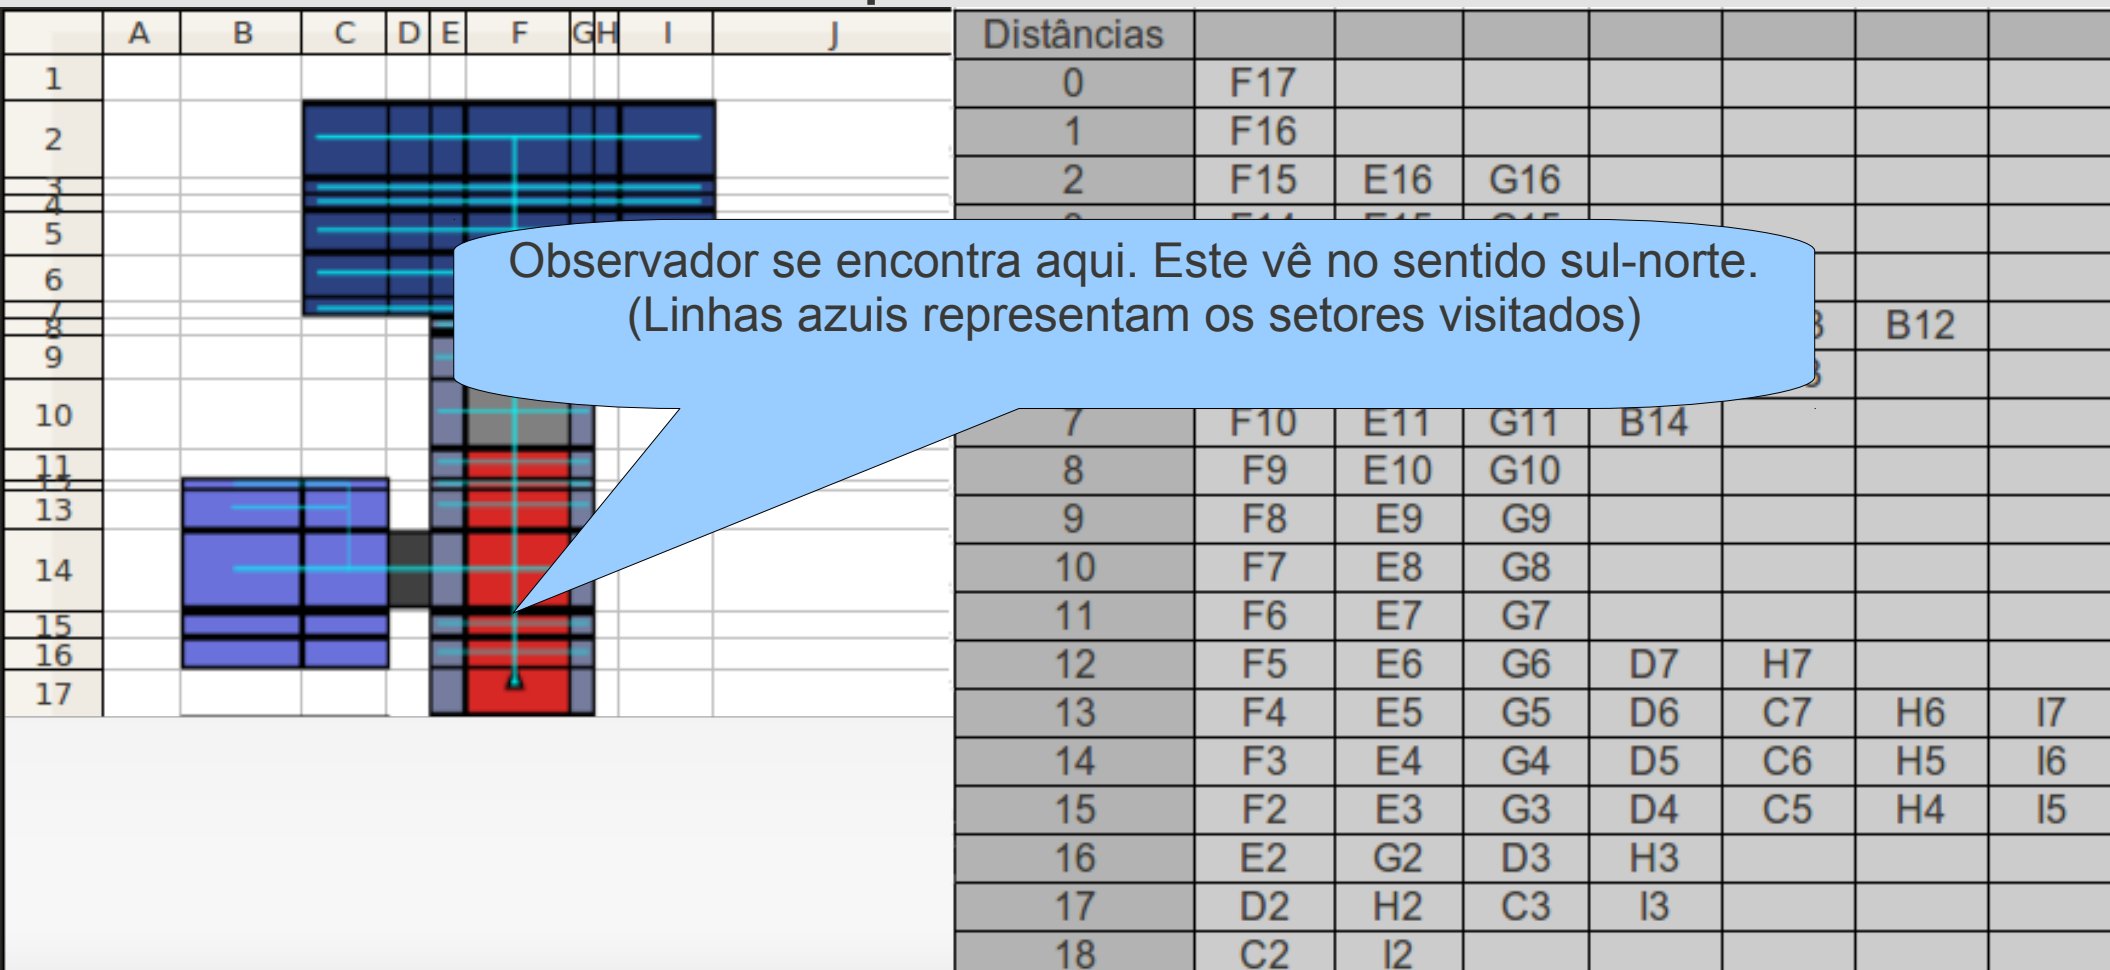 A B C D E F G H I J
1
2
3
4
5
6
7
8
9
10
11
13
14
15
16
17
Observador se encontra aqui. Este vê no sentido sul-norte.
(Linhas azuis representam os setores visitados)
Distâncias
0 F17
1 F16
2 F15 E16 G16
B12
7 F10 E11 G11 B14
8 F9 E10 G10
9 F8 E9 G9
10 F7 E8 G8
11 F6 E7 G7
12 F5 E6 G6 D7 H7
13 F4 E5 G5 D6 C7 H6 I7
14 F3 E4 G4 D5 C6 H5 I6
15 F2 E3 G3 D4 C5 H4 I5
16 E2 G2 D3 H3
17 D2 H2 C3 I3
18 C2 I2